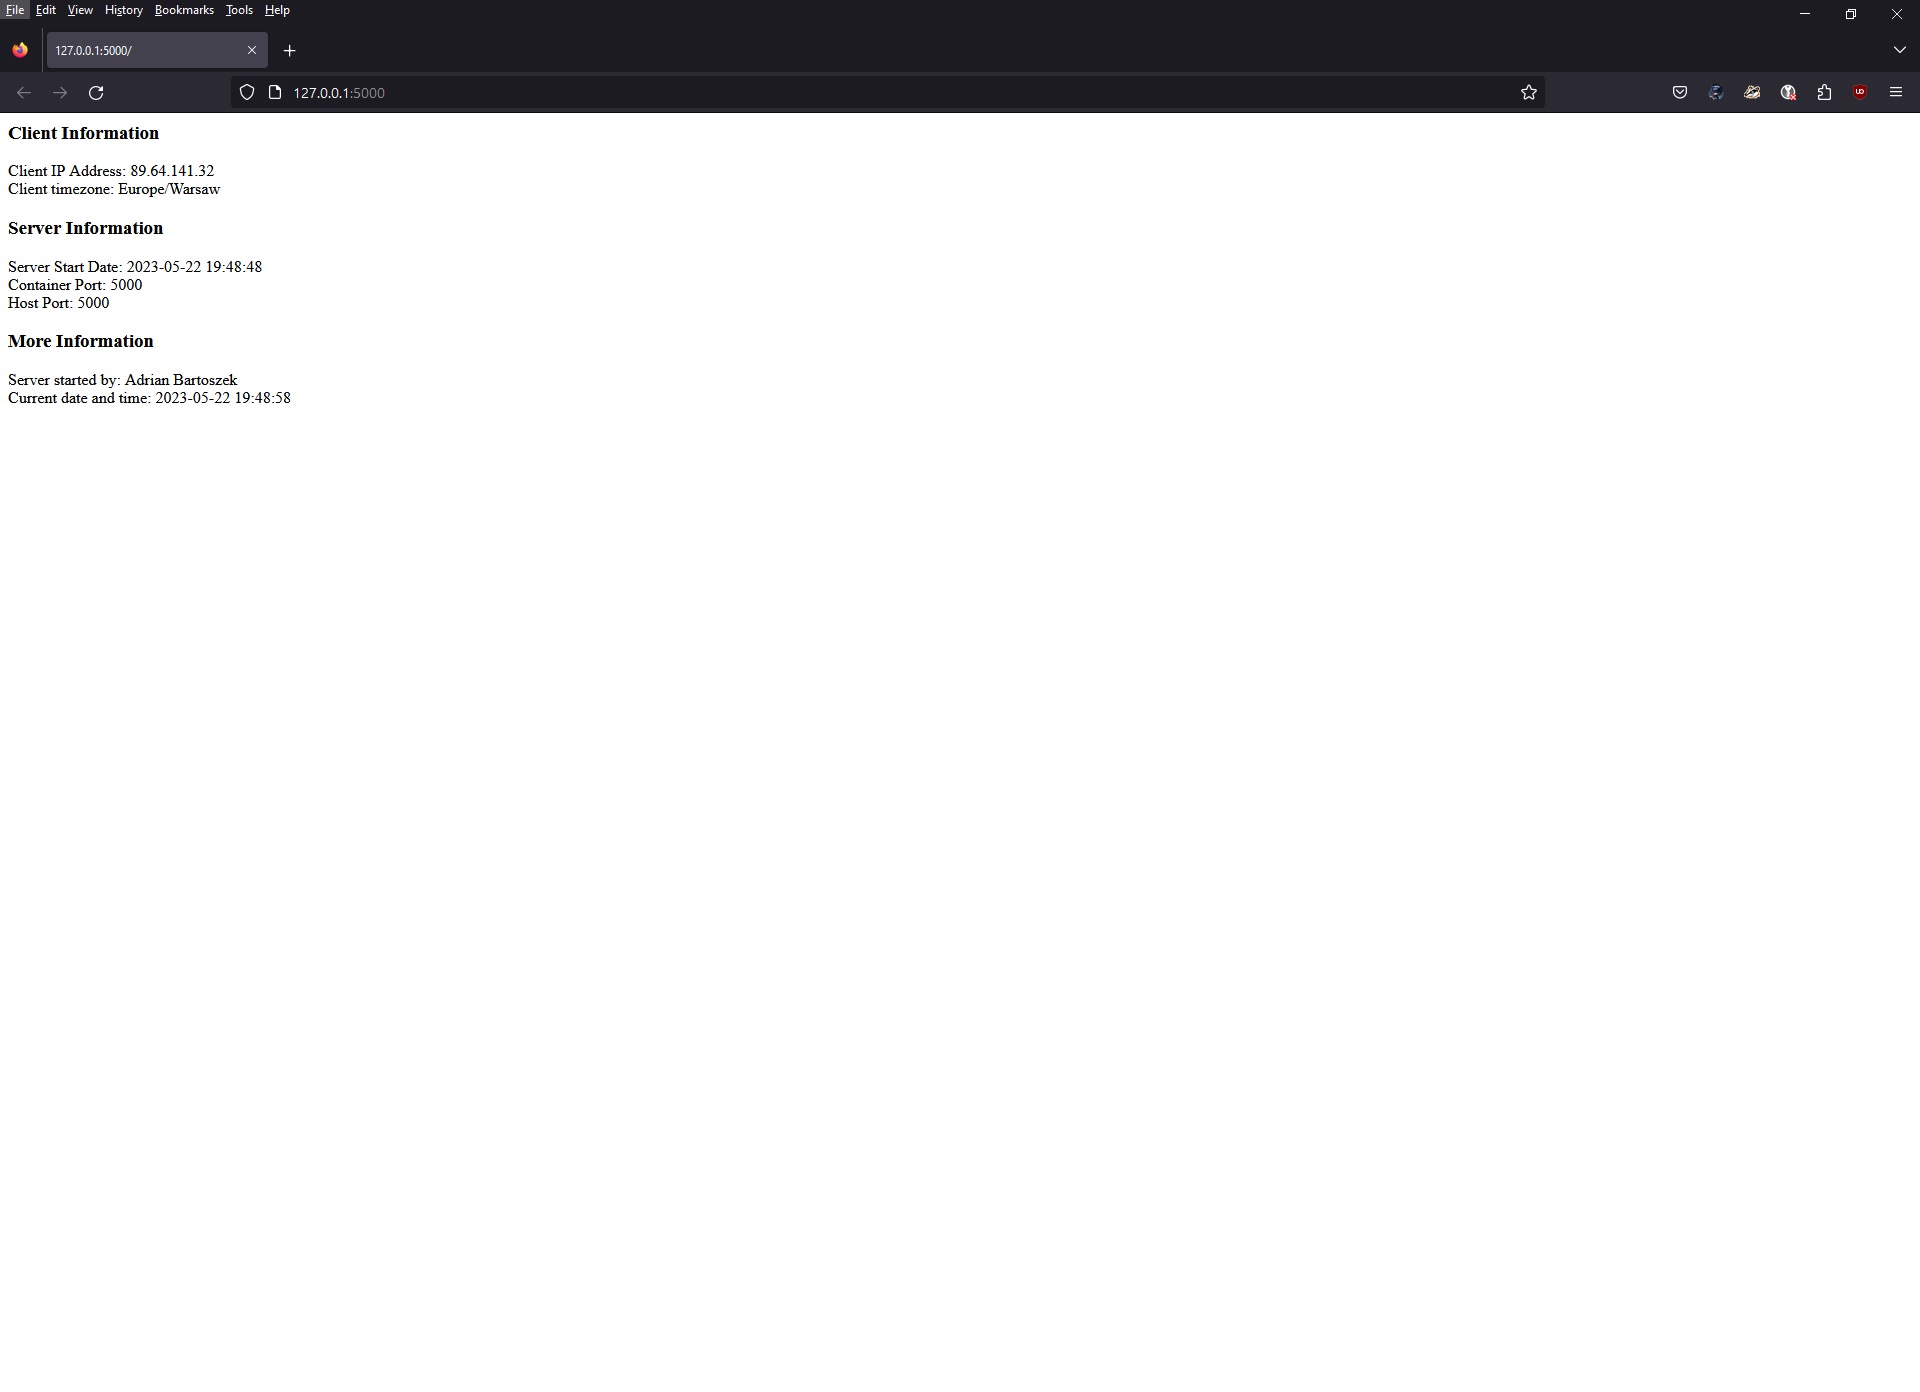 File Edit View History Bookmarks Tools Help
127.0.0.1:5000/
127.0.0.1:5000
Client Information
Client IP Address: 89.64.141.32
Client timezone: Europe/Warsaw
Server Information
Server Start Date: 2023-05-22 19:48:48
Container Port: 5000
Host Port: 5000
More Information
Server started by: Adrian Bartoszek
Current date and time: 2023-05-22 19:48:58